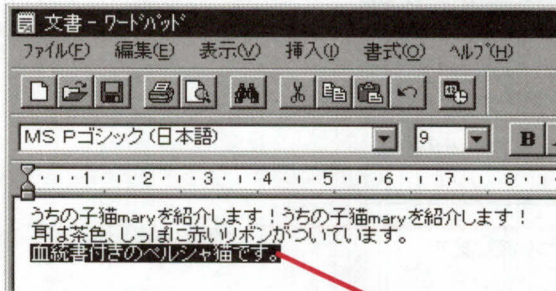 文書 - ワードパッド
ファイル(F) 編集(E) 表示(V) 挿入(I) 書式(O) ヘルプ(H)
MS Pゴシック (日本語) 9 B
1 2 3 4 5 6 7 8
うちの子猫maryを紹介します！うちの子猫maryを紹介します！
耳は茶色、しっぽに赤いリボンがついています。
血統書付きのペルシャ猫です。